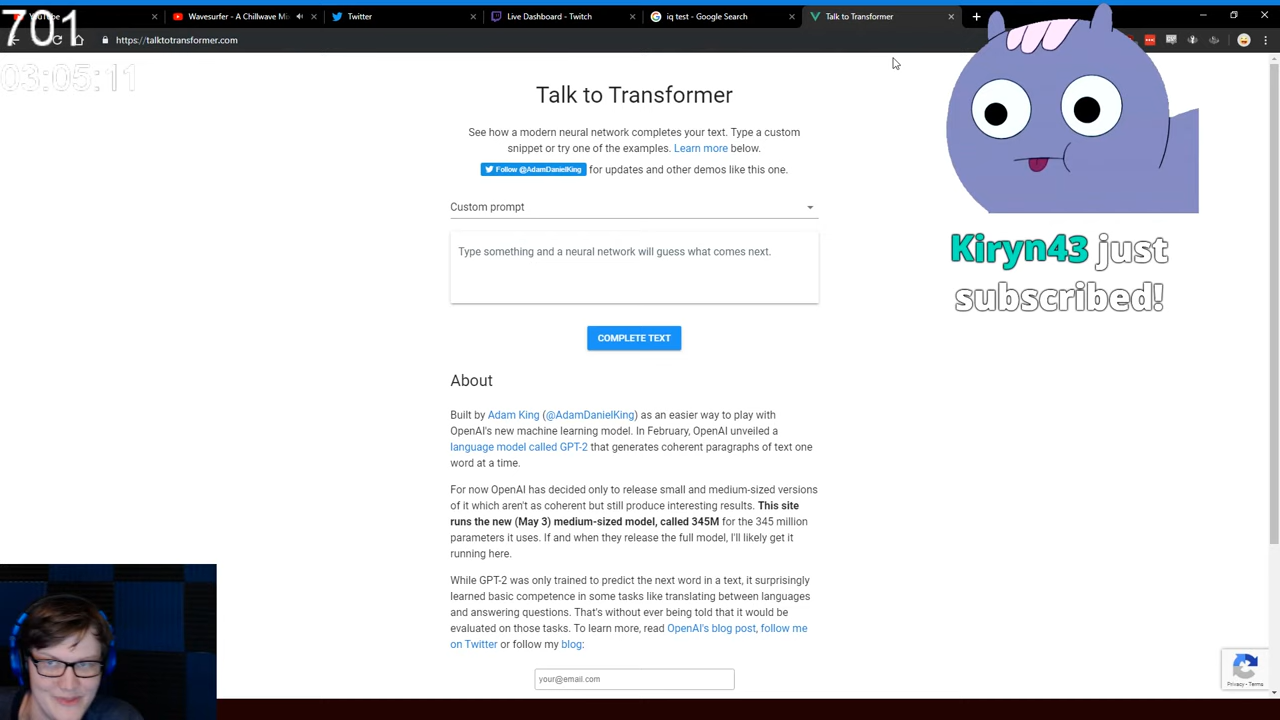 701
03:05:11
YouTube
Wavesurfer - A Chillwave Mi
Twitter
Live Dashboard - Twitch
iq test - Google Search
Talk to Transformer
https://talktotransformer.com
Talk to Transformer
See how a modern neural network completes your text. Type a custom
snippet or try one of the examples. Learn more below.
Follow @AdamDanielKing for updates and other demos like this one.
Custom prompt
Type something and a neural network will guess what comes next.
COMPLETE TEXT
Kiryn43 just
subscribed!
About
Built by Adam King (@AdamDanielKing) as an easier way to play with
OpenAI's new machine learning model. In February, OpenAI unveiled a
language model called GPT-2 that generates coherent paragraphs of text one
word at a time.
For now OpenAI has decided only to release small and medium-sized versions
of it which aren't as coherent but still produce interesting results. This site
runs the new (May 3) medium-sized model, called 345M for the 345 million
parameters it uses. If and when they release the full model, I'll likely get it
running here.
While GPT-2 was only trained to predict the next word in a text, it surprisingly
learned basic competence in some tasks like translating between languages
and answering questions. That's without ever being told that it would be
evaluated on those tasks. To learn more, read OpenAI's blog post, follow me
on Twitter or follow my blog:
your@email.com
Privacy - Terms